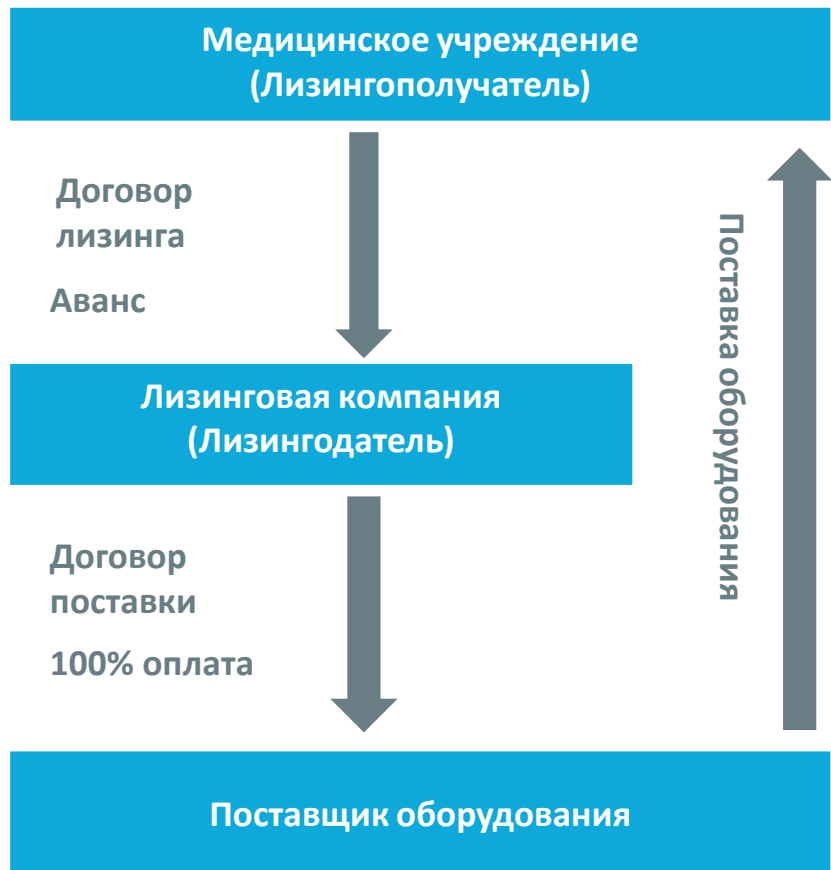 Медицинское учреждение
(Лизингополучатель)
Договор
лизинга
Аванс
Поставка оборудования
Лизинговая компания
(Лизингодатель)
Договор
поставки
100% оплата
Поставщик оборудования